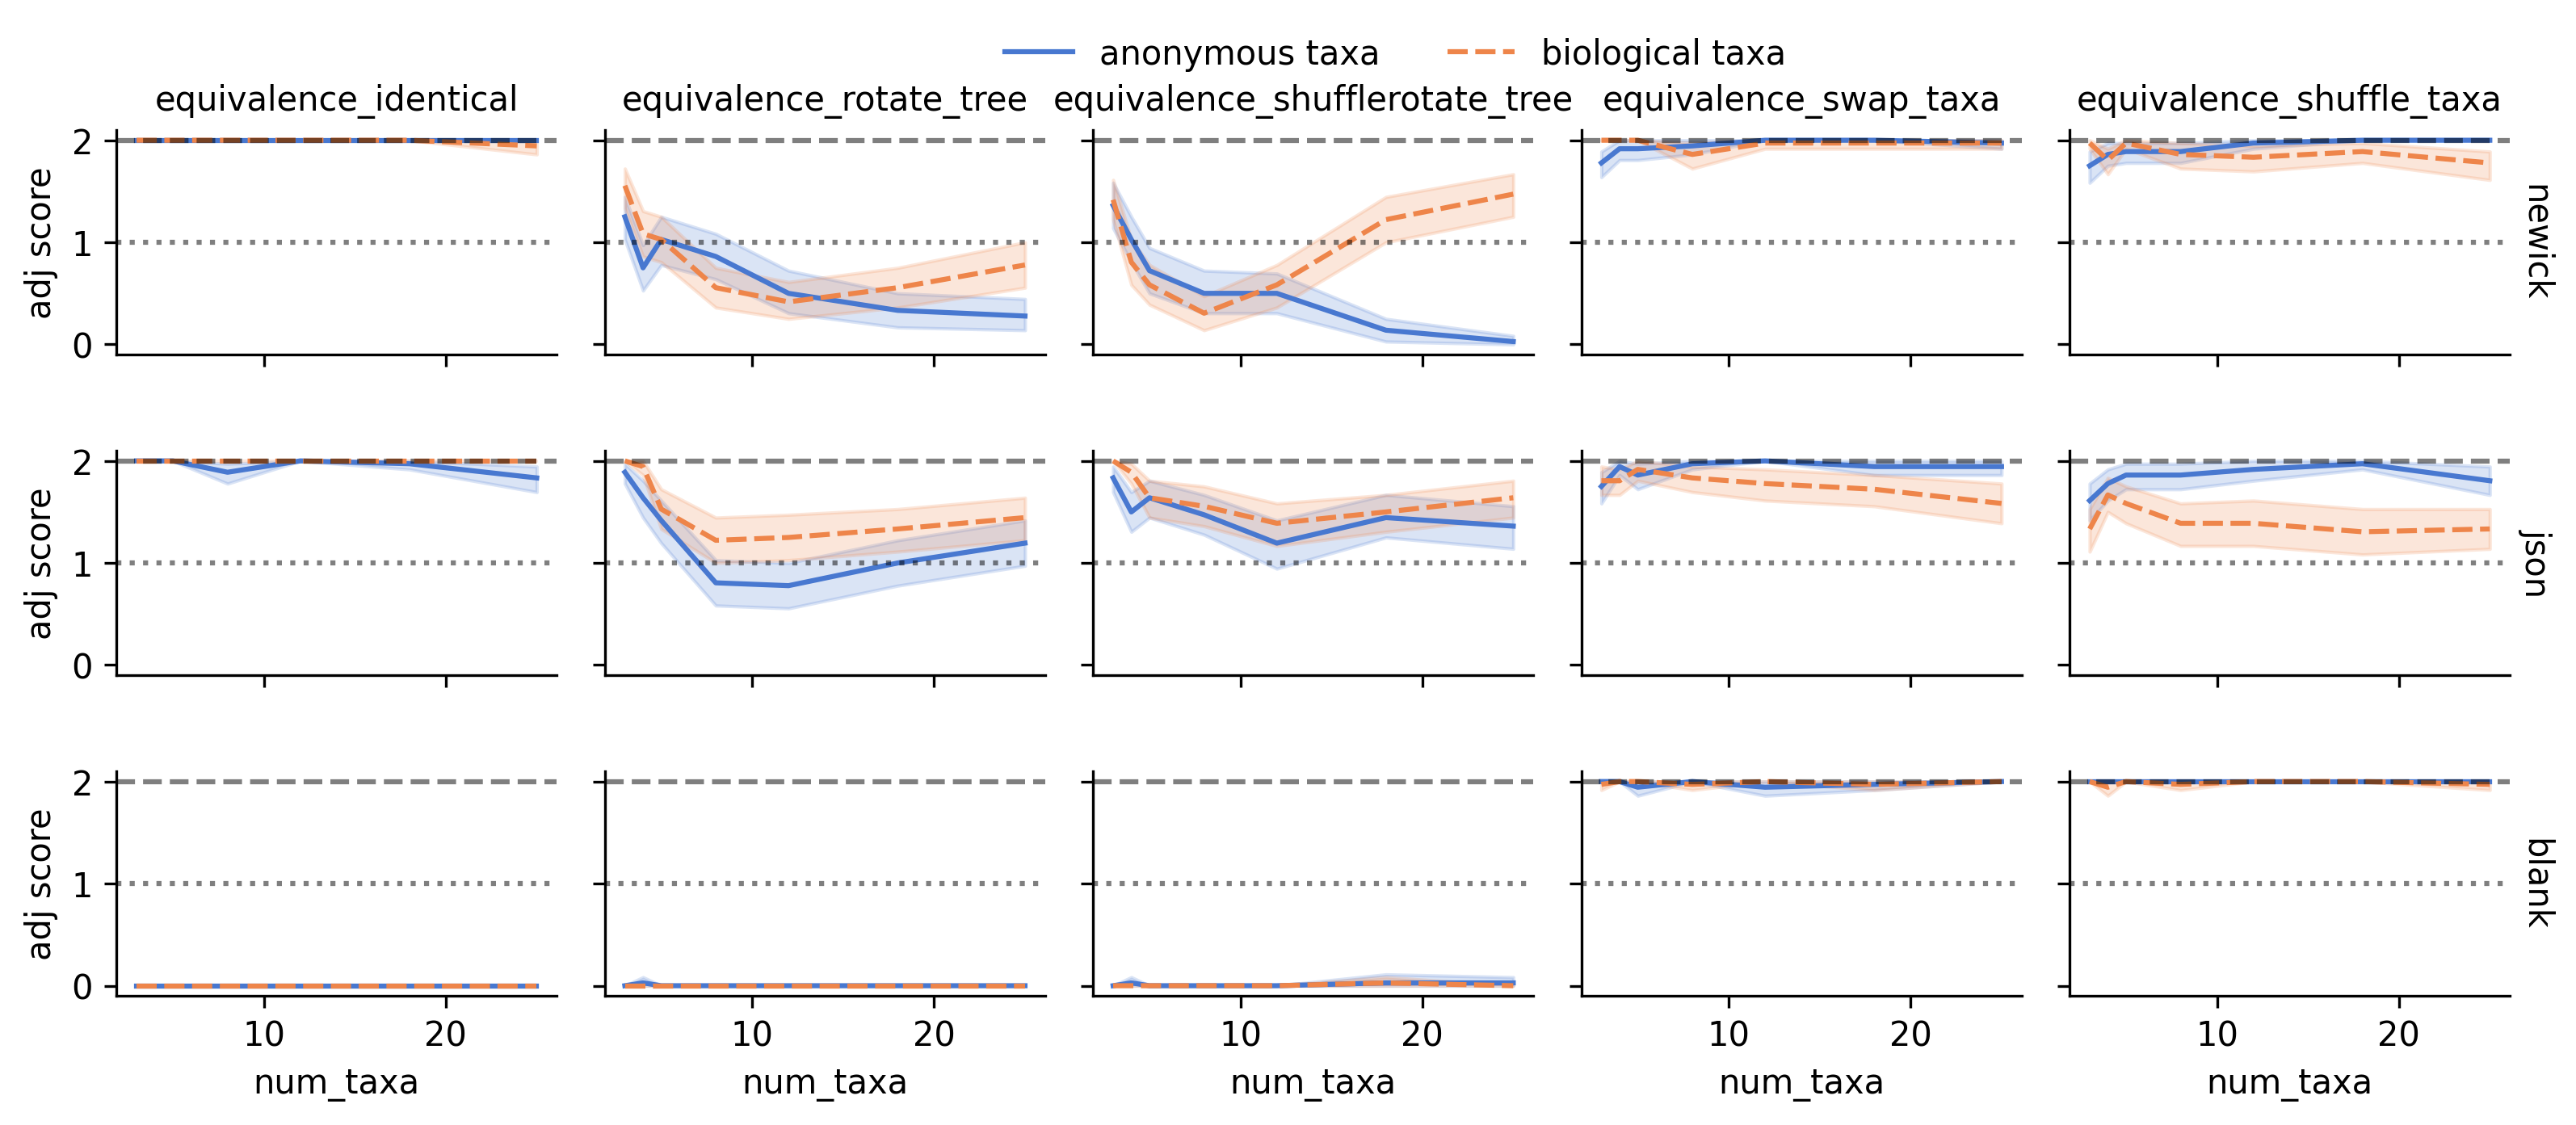 anonymous taxa biological taxa
equivalence_identical equivalence_rotate_tree equivalence_shufflerotate_tree equivalence_swap_taxa equivalence_shuffle_taxa
2
adj score
1
0
newick
2
adj score
1
0
json
2
adj score
1
0
blank
10 20 10 20 10 20 10 20 10 20
num_taxa num_taxa num_taxa num_taxa num_taxa